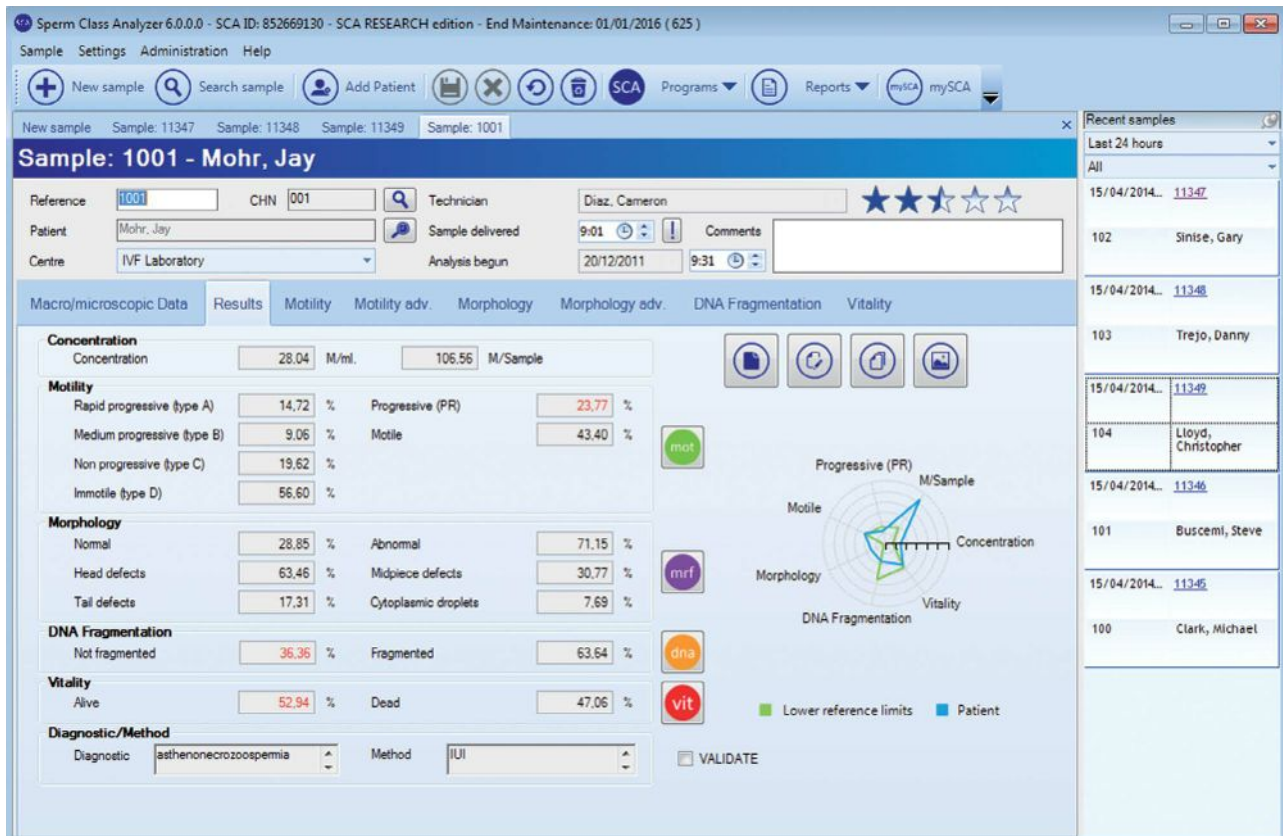 Sperm Class Analyzer 6.0.0.0 - SCA ID: 852669130 - SCA RESEARCH edition - End Maintenance: 01/01/2016 ( 625 )
Sample Settings Administration Help
New sample Search sample Add Patient SCA Programs Reports mySCA mySCA
New sample Sample: 11347 Sample: 11348 Sample: 11349 Sample: 1001
Sample: 1001 - Mohr, Jay
Reference 1001 CHN 001 Technician Diaz, Cameron
Patient Mohr, Jay Sample delivered 9:01 ! Comments
Centre IVF Laboratory Analysis begun 20/12/2011 9:31
Macro/microscopic Data Results Motility Motility adv. Morphology Morphology adv. DNA Fragmentation Vitality
Concentration
Concentration 28.04 M/ml. 106.56 M/Sample
Motility
Rapid progressive (type A) 14,72 % Progressive (PR) 23,77 %
Medium progressive (type B) 9,06 % Motile 43,40 %
Non progressive (type C) 19,62 %
Immotile (type D) 56,60 %
mot
Morphology
Normal 28,85 % Abnormal 71,15 %
Head defects 63,46 % Midpiece defects 30,77 %
Tail defects 17,31 % Cytoplasmic droplets 7,69 %
mrf
DNA Fragmentation
Not fragmented 36,36 % Fragmented 63,64 %
dna
Vitality
Alive 52,94 % Dead 47,06 %
vit
Diagnostic/Method
Diagnostic asthenonecrozoospermia Method IUI
Progressive (PR)
M/Sample
Motile
Concentration
Morphology
Vitality
DNA Fragmentation
Lower reference limits Patient
VALIDATE
Recent samples
Last 24 hours
All
15/04/2014... 11347
102 Sinise, Gary
15/04/2014... 11348
103 Trejo, Danny
15/04/2014... 11349
104 Lloyd,
Christopher
15/04/2014... 11346
101 Buscemi, Steve
15/04/2014... 11345
100 Clark, Michael